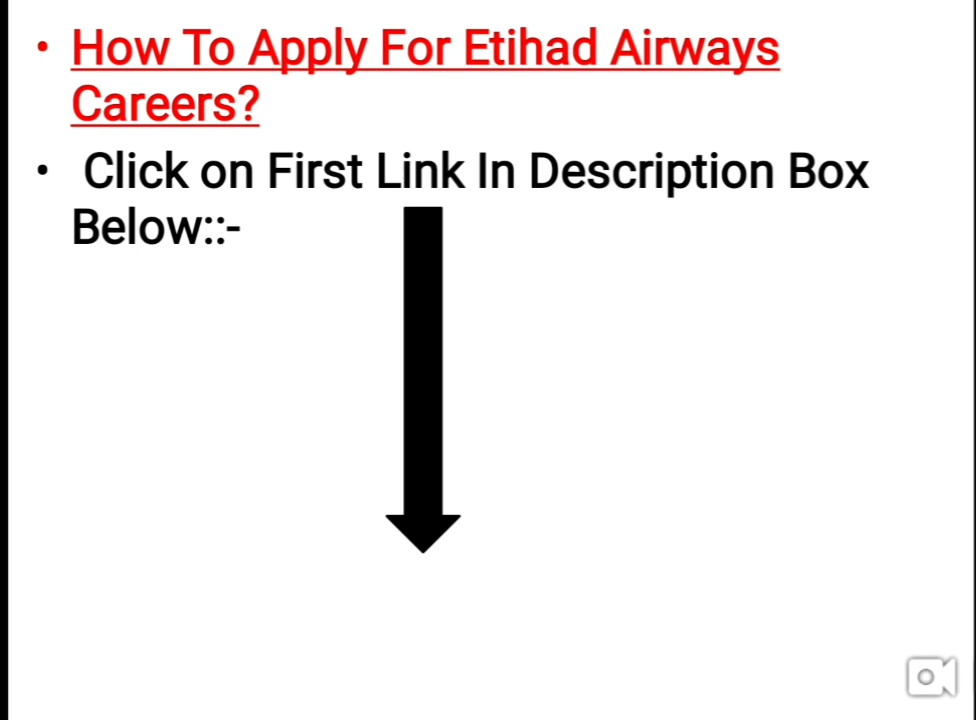 • How To Apply For Etihad Airways
Careers?
• Click on First Link In Description Box
Below::-